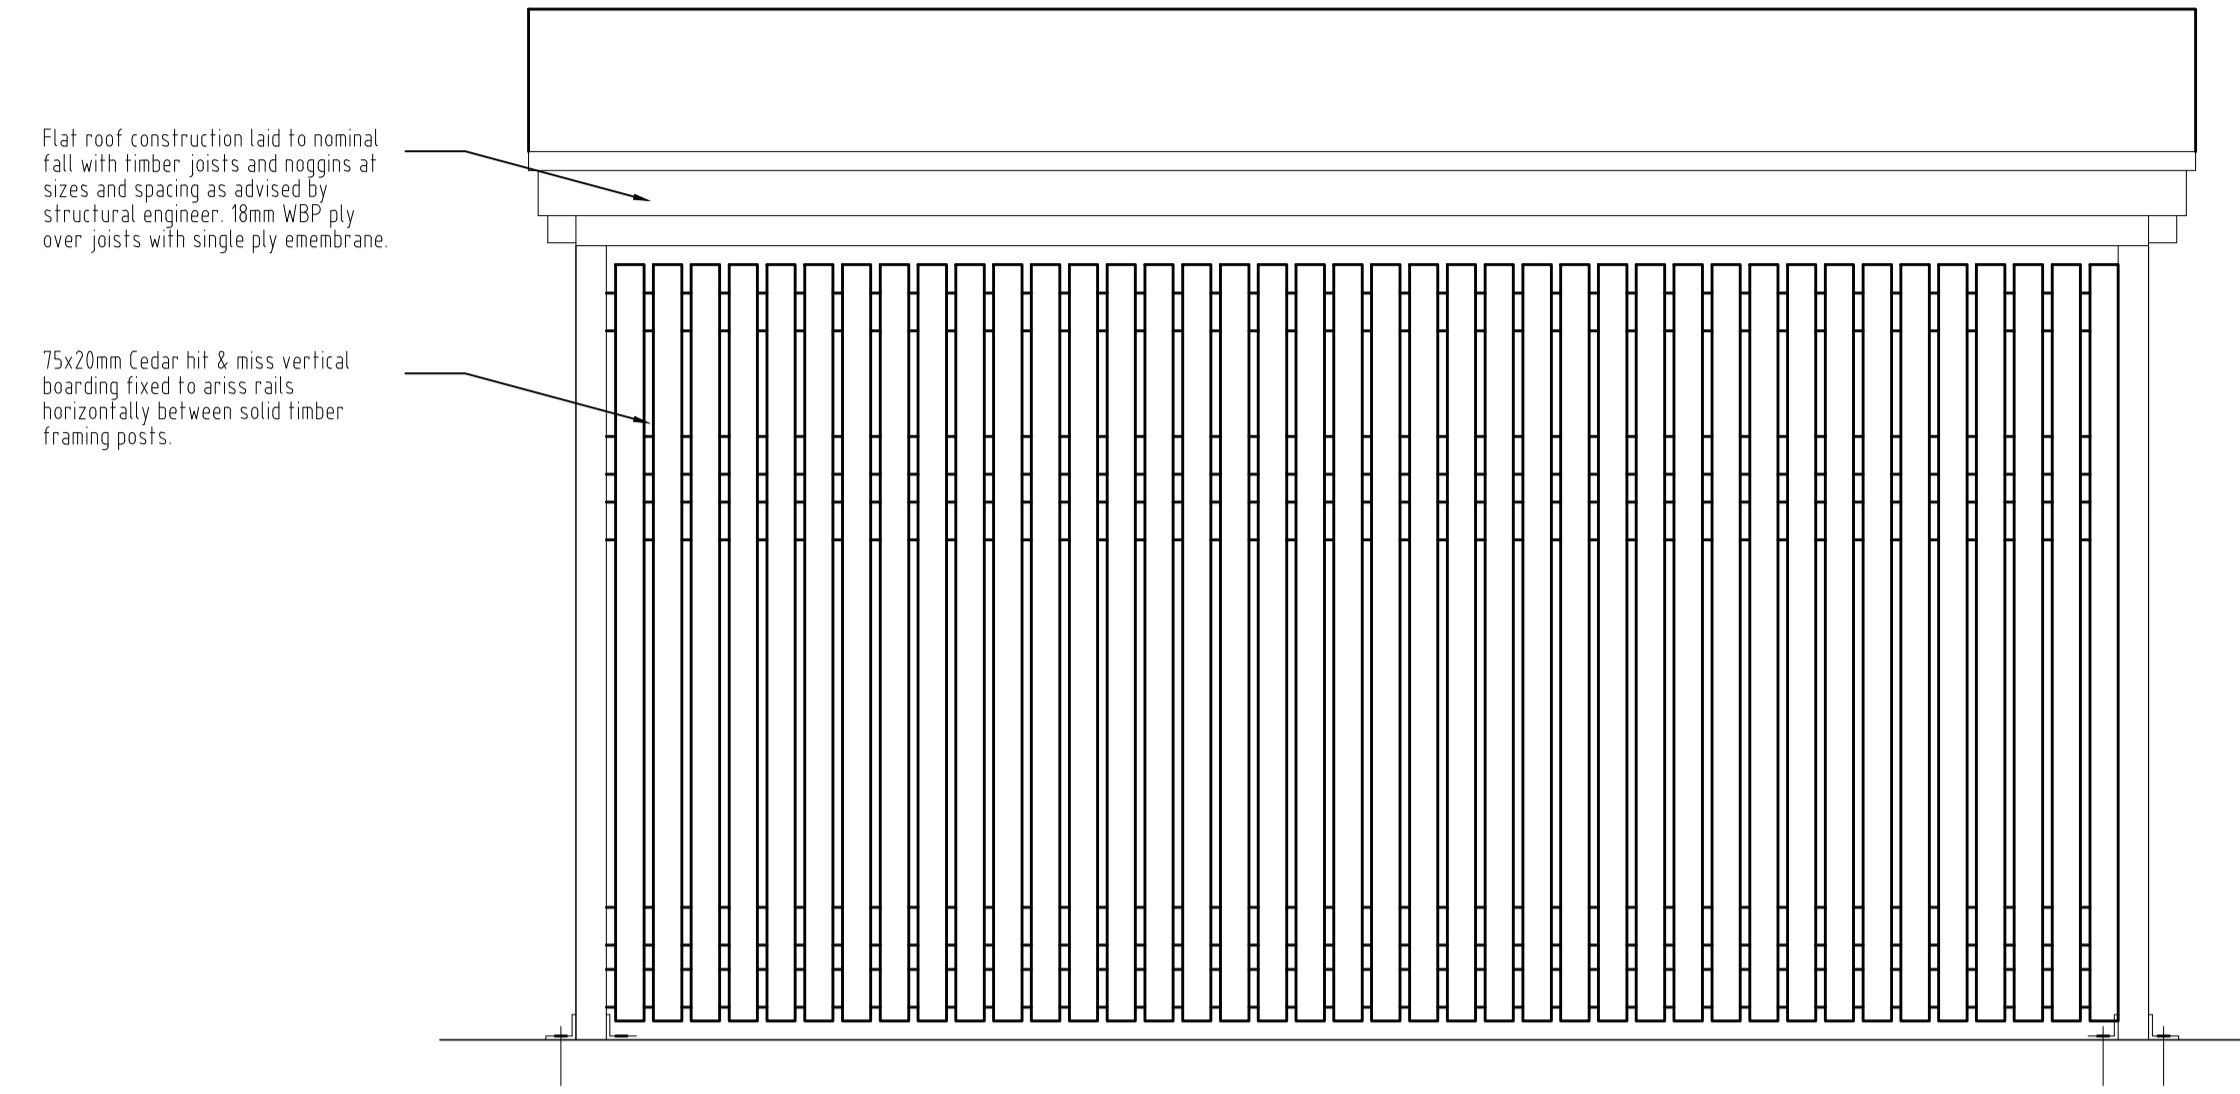 Flat roof construction laid to nominal
fall with timber joists and noggins at
sizes and spacing as advised by
structural engineer. 18mm WBP ply
over joists with single ply emembrane.
75x20mm Cedar hit & miss vertical
boarding fixed to ariss rails
horizontally between solid timber
framing posts.